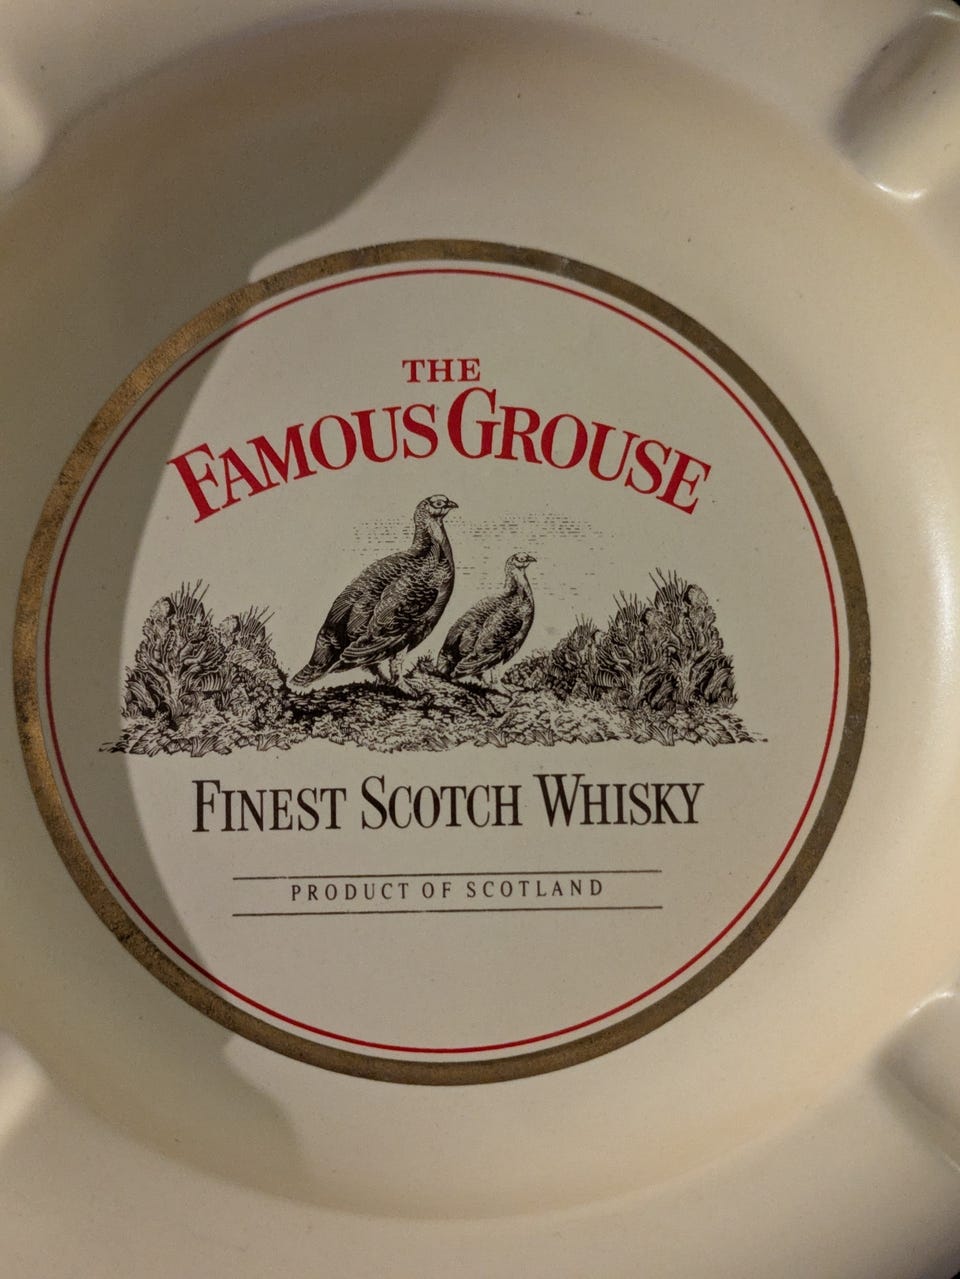 THE
FAMOUS GROUSE
FINEST SCOTCH WHISKY
PRODUCT OF SCOTLAND